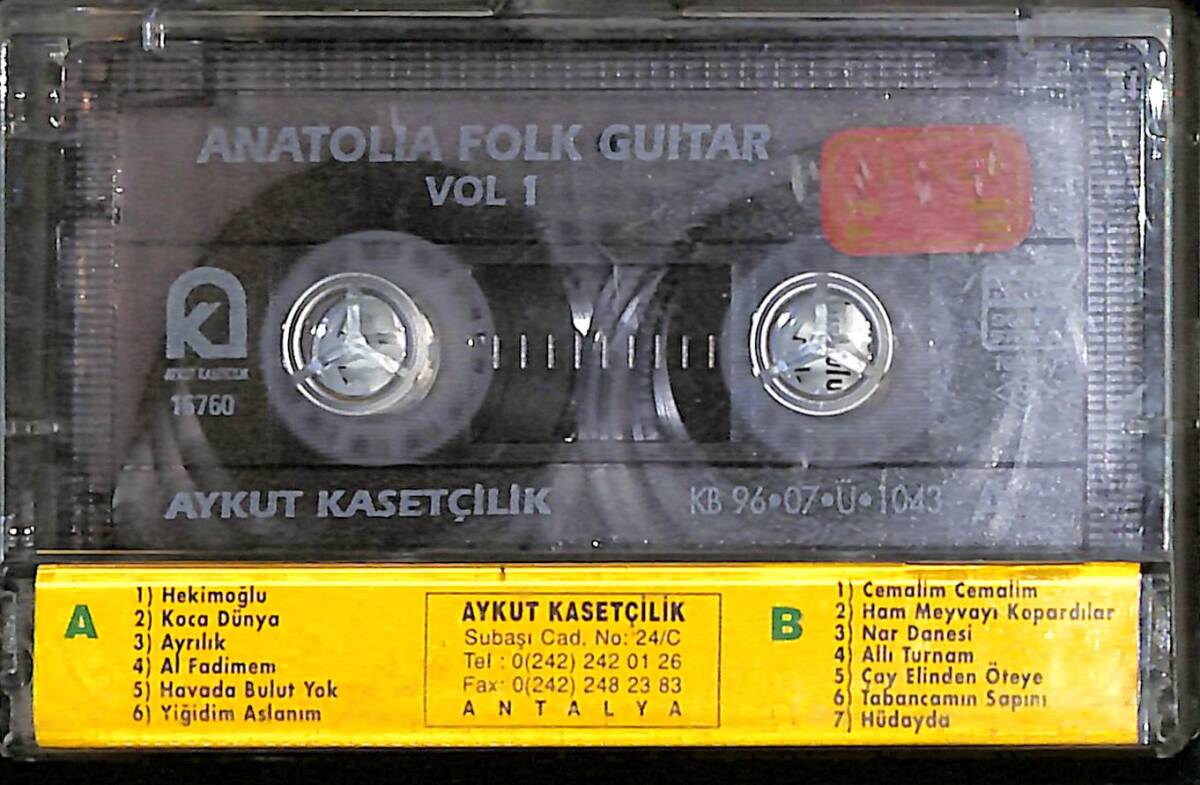 ANATOLIA FOLK GUITAR
VOL 1
AYKUT KASETÇİLİK
16760
AYKUT KASETÇİLİK
KB 96•07•Ü•1043
A
1) Hekimoğlu
2) Koca Dünya
3) Ayrılık
4) Al Fadimem
5) Havada Bulut Yok
6) Yiğidim Aslanım
AYKUT KASETÇİLİK
Subaşı Cad. No: 24/C
Tel : 0(242) 242 01 26
Fax: 0(242) 248 23 83
A N T A L Y A
B
1) Cemalim Cemalim
2) Ham Meyvayı Kopardılar
3) Nar Danesi
4) Allı Turnam
5) Çay Elinden Öteye
6) Tabancamın Sapını
7) Hüdayda